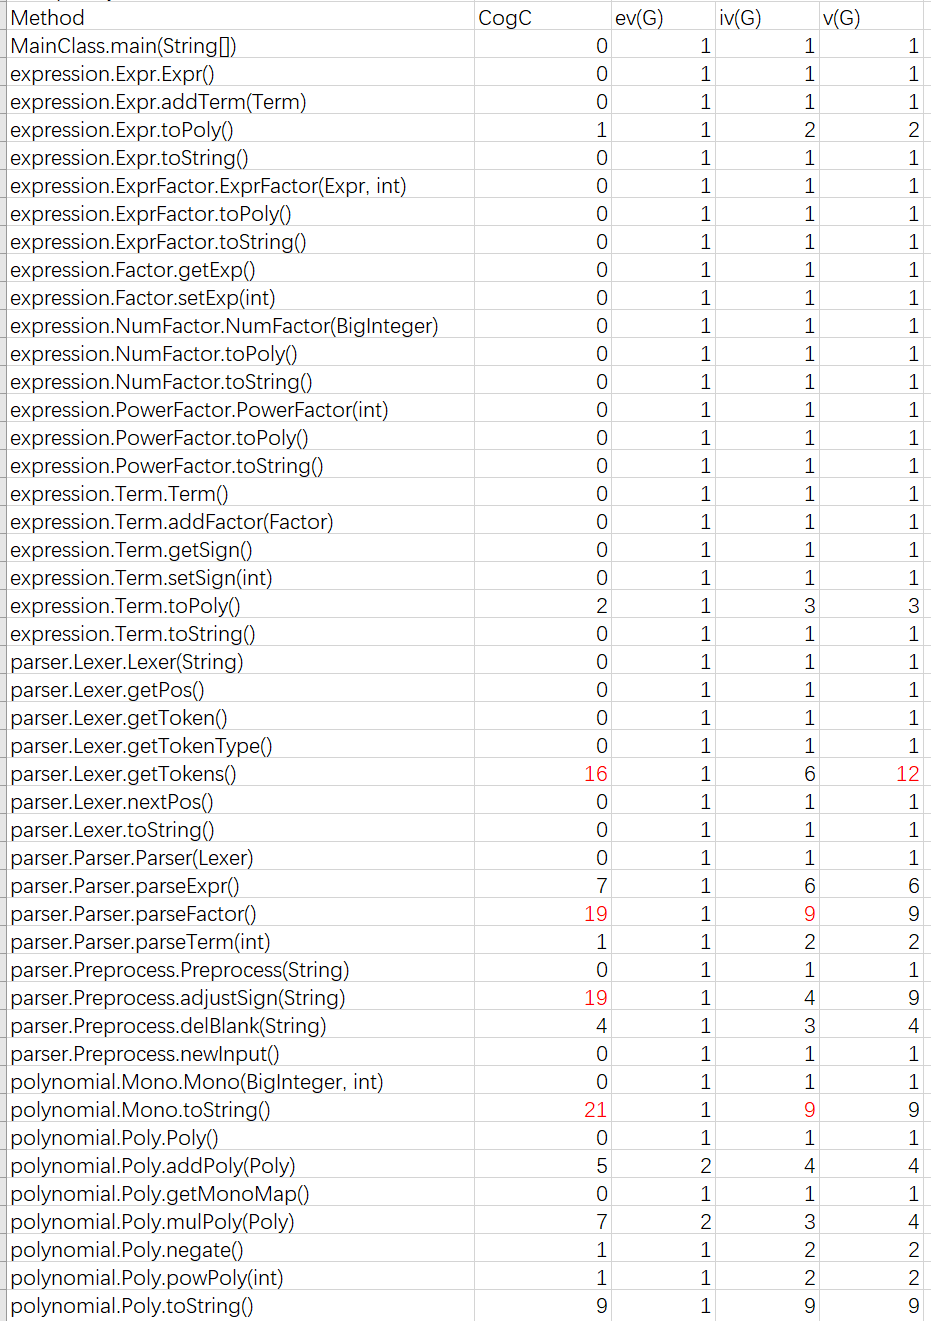 Method CogC ev(G) iv(G) v(G)
MainClass.main(String[]) 0 1 1 1
expression.Expr.Expr() 0 1 1 1
expression.Expr.addTerm(Term) 0 1 1 1
expression.Expr.toPoly() 1 1 2 2
expression.Expr.toString() 0 1 1 1
expression.ExprFactor.ExprFactor(Expr, int) 0 1 1 1
expression.ExprFactor.toPoly() 0 1 1 1
expression.ExprFactor.toString() 0 1 1 1
expression.Factor.getExp() 0 1 1 1
expression.Factor.setExp(int) 0 1 1 1
expression.NumFactor.NumFactor(BigInteger) 0 1 1 1
expression.NumFactor.toPoly() 0 1 1 1
expression.NumFactor.toString() 0 1 1 1
expression.PowerFactor.PowerFactor(int) 0 1 1 1
expression.PowerFactor.toPoly() 0 1 1 1
expression.PowerFactor.toString() 0 1 1 1
expression.Term.Term() 0 1 1 1
expression.Term.addFactor(Factor) 0 1 1 1
expression.Term.getSign() 0 1 1 1
expression.Term.setSign(int) 0 1 1 1
expression.Term.toPoly() 2 1 3 3
expression.Term.toString() 0 1 1 1
parser.Lexer.Lexer(String) 0 1 1 1
parser.Lexer.getPos() 0 1 1 1
parser.Lexer.getToken() 0 1 1 1
parser.Lexer.getTokenType() 0 1 1 1
parser.Lexer.getTokens() 16 1 6 12
parser.Lexer.nextPos() 0 1 1 1
parser.Lexer.toString() 0 1 1 1
parser.Parser.Parser(Lexer) 0 1 1 1
parser.Parser.parseExpr() 7 1 6 6
parser.Parser.parseFactor() 19 1 9 9
parser.Parser.parseTerm(int) 1 1 2 2
parser.Preprocess.Preprocess(String) 0 1 1 1
parser.Preprocess.adjustSign(String) 19 1 4 9
parser.Preprocess.delBlank(String) 4 1 3 4
parser.Preprocess.newInput() 0 1 1 1
polynomial.Mono.Mono(BigInteger, int) 0 1 1 1
polynomial.Mono.toString() 21 1 9 9
polynomial.Poly.Poly() 0 1 1 1
polynomial.Poly.addPoly(Poly) 5 2 4 4
polynomial.Poly.getMonoMap() 0 1 1 1
polynomial.Poly.mulPoly(Poly) 7 2 3 4
polynomial.Poly.negate() 1 1 2 2
polynomial.Poly.powPoly(int) 1 1 2 2
polynomial.Poly.toString() 9 1 9 9